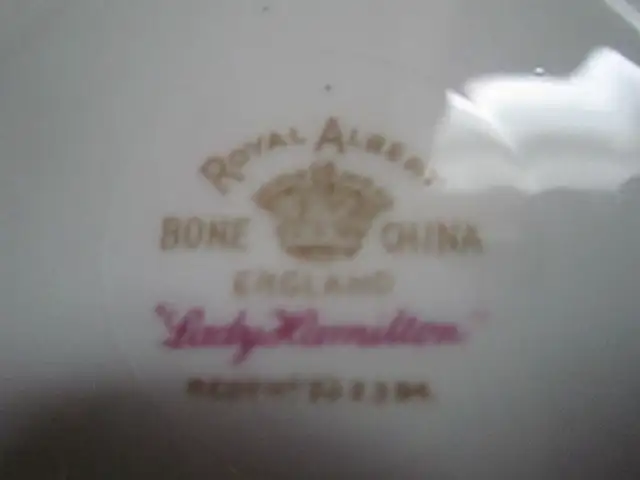 ROYAL ALBERT
BONE CHINA
ENGLAND
"Lady Hamilton"